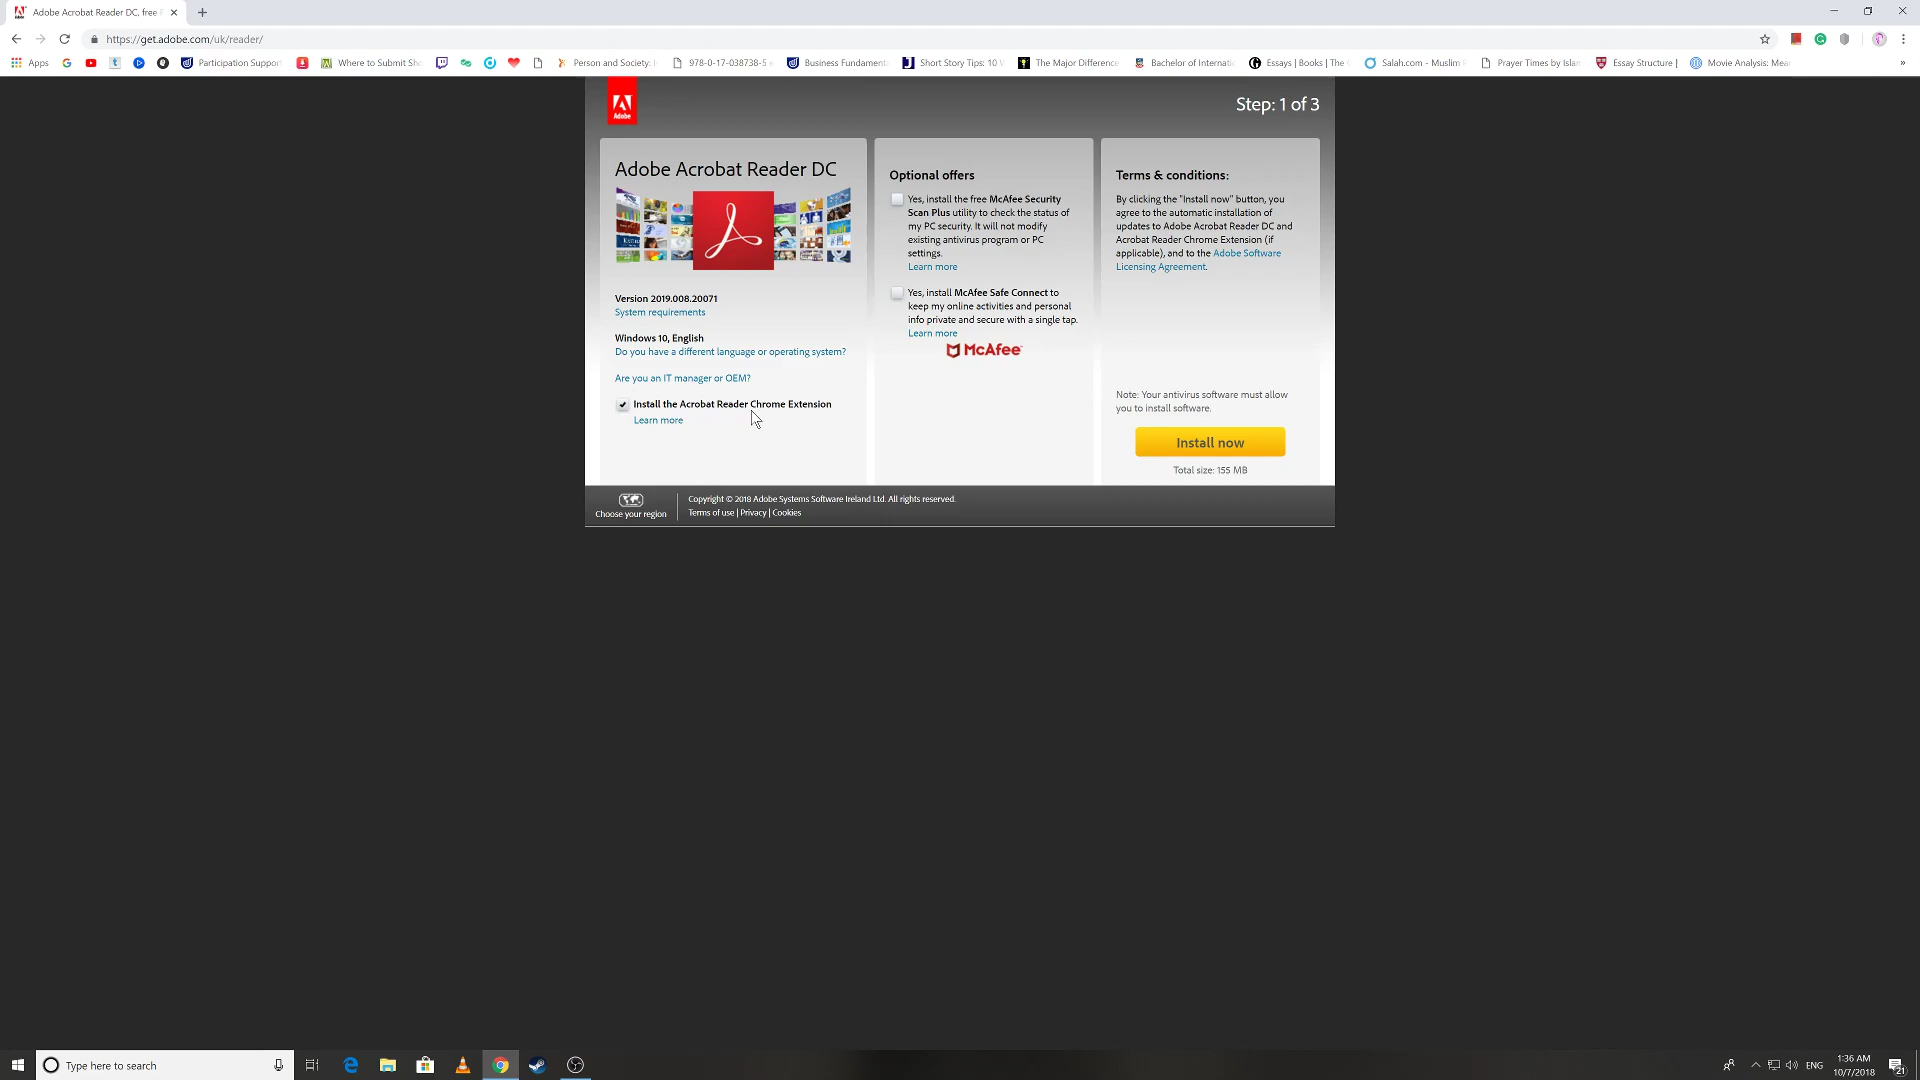 Adobe Acrobat Reader DC, free
https://get.adobe.com/uk/reader/
Apps
Participation Support
Where to Submit Sho
Person and Society:
978-0-17-038738-5
Business Fundament
Short Story Tips: 10
The Major Difference
Bachelor of Internati
Essays | Books | The
Salah.com - Muslim
Prayer Times by Islam
Essay Structure |
Movie Analysis: Mea
»
Adobe
Step: 1 of 3
Adobe Acrobat Reader DC
Version 2019.008.20071
System requirements
Windows 10, English
Do you have a different language or operating system?
Are you an IT manager or OEM?
Install the Acrobat Reader Chrome Extension
Learn more
Optional offers
Yes, install the free McAfee Security
Scan Plus utility to check the status of
my PC security. It will not modify
existing antivirus program or PC
settings.
Learn more
Yes, install McAfee Safe Connect to
keep my online activities and personal
info private and secure with a single tap.
Learn more
McAfee
Terms & conditions:
By clicking the "Install now" button, you
agree to the automatic installation of
updates to Adobe Acrobat Reader DC and
Acrobat Reader Chrome Extension (if
applicable), and to the Adobe Software
Licensing Agreement.
Note: Your antivirus software must allow
you to install software.
Install now
Total size: 155 MB
Choose your region
Copyright © 2018 Adobe Systems Software Ireland Ltd. All rights reserved.
Terms of use | Privacy | Cookies
Type here to search
ENG
1:36 AM
10/7/2018
21